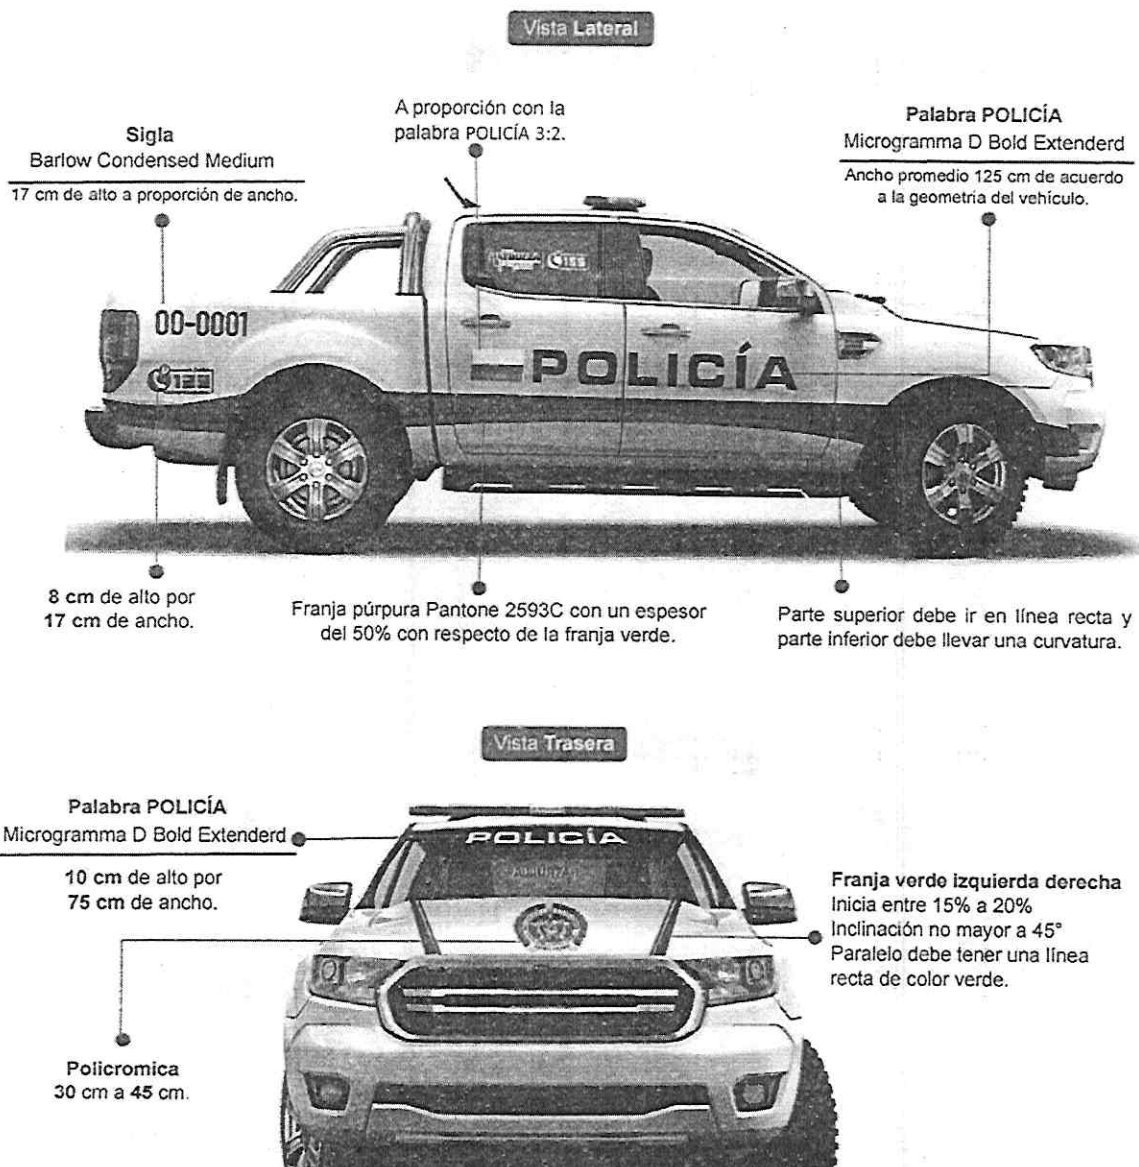 Vista Lateral
A proporción con la
palabra POLICÍA 3:2.
Sigla
Barlow Condensed Medium
17 cm de alto a proporción de ancho.
Palabra POLICÍA
Microgramma D Bold Extenderd
Ancho promedio 125 cm de acuerdo
a la geometría del vehículo.
00-0001
POLICÍA
8 cm de alto por
17 cm de ancho.
Franja púrpura Pantone 2593C con un espesor
del 50% con respecto de la franja verde.
Parte superior debe ir en línea recta y
parte inferior debe llevar una curvatura.
Vista Trasera
Palabra POLICÍA
Microgramma D Bold Extenderd
10 cm de alto por
75 cm de ancho.
POLICÍA
Franja verde izquierda derecha
Inicia entre 15% a 20%
Inclinación no mayor a 45°
Paralelo debe tener una línea
recta de color verde.
Policromica
30 cm a 45 cm.